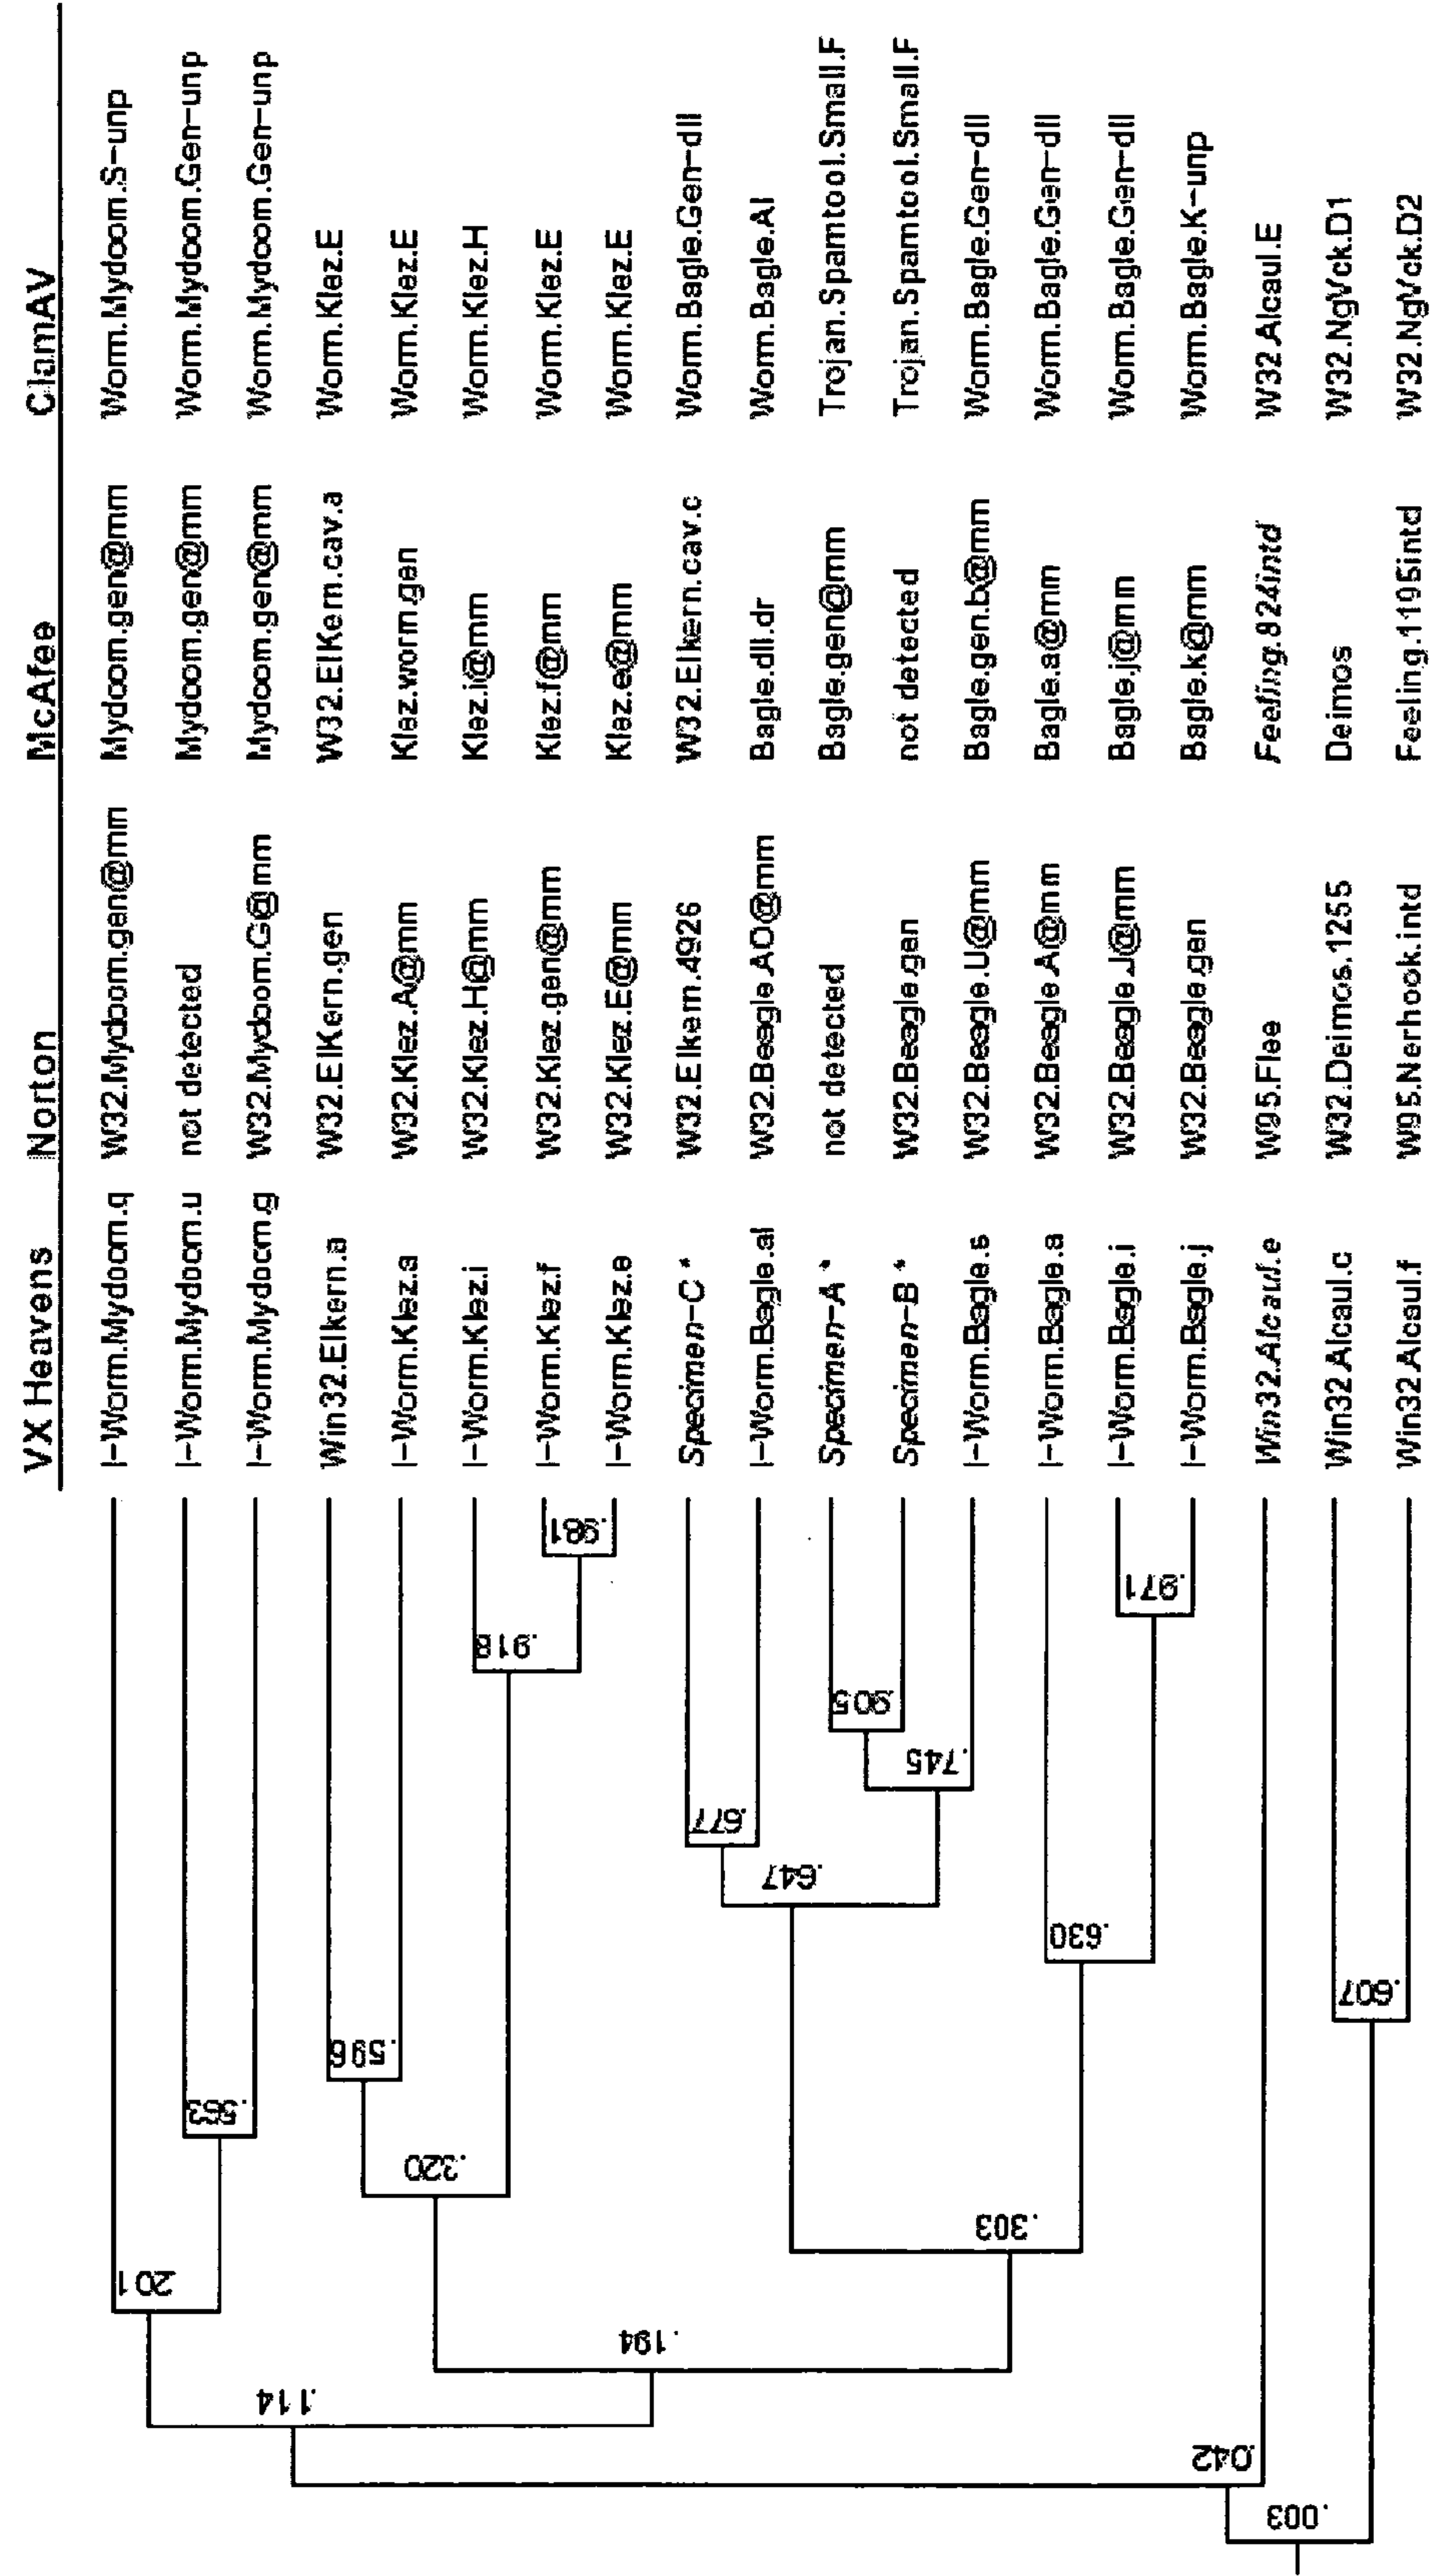 VX Heavens Norton McAfee ClamAV
I-Worm.Mydoom.q W32.Mydoom.gen@mm Mydoom.gen@mm Worm.Mydoom.S-unp
I-Worm.Mydoom.u not detected Mydoom.gen@mm Worm.Mydoom.Gen-unp
I-Worm.Mydoom.g W32.Mydoom.G@mm Mydoom.gen@mm Worm.Mydoom.Gen-unp
Win32.Elkern.a W32.ElKern.gen W32.ElKern.cav.a Worm.Klez.E
I-Worm.Klez.a W32.Klez.A@mm Klez.worm.gen Worm.Klez.E
I-Worm.Klez.i W32.Klez.H@mm Klez.i@mm Worm.Klez.H
I-Worm.Klez.f W32.Klez.gen@mm Klez.f@mm Worm.Klez.E
I-Worm.Klez.e W32.Klez.E@mm Klez.e@mm Worm.Klez.E
Specimen-C * W32.Elkern.4926 W32.Elkern.cav.c Worm.Bagle.Gen-dll
I-Worm.Bagle.al W32.Beagle.AO@mm Bagle.dll.dr Worm.Bagle.AI
Specimen-A * not detected Bagle.gen@mm Trojan.Spamtool.Small.F
Specimen-B * W32.Beagle.gen not detected Trojan.Spamtool.Small.F
I-Worm.Bagle.s W32.Beagle.U@mm Bagle.gen.b@mm Worm.Bagle.Gen-dll
I-Worm.Bagle.a W32.Beagle.A@mm Bagle.a@mm Worm.Bagle.Gen-dll
I-Worm.Bagle.i W32.Beagle.J@mm Bagle.j@mm Worm.Bagle.Gen-dll
I-Worm.Bagle.j W32.Beagle.gen Bagle.k@mm Worm.Bagle.K-unp
Win32.Alcaul.e W95.Flee Feeling.824intd W32.Alcaul.E
Win32.Alcaul.c W32.Deimos.1255 Deimos W32.NgVck.D1
Win32.Alcaul.f W95.Nerhook.intd Feeling.1195intd W32.NgVck.D2
.981
.971
.918
.905
.745
.677
.647
.630
.607
.596
.563
.320
.303
.201
.194
.114
.042
.003